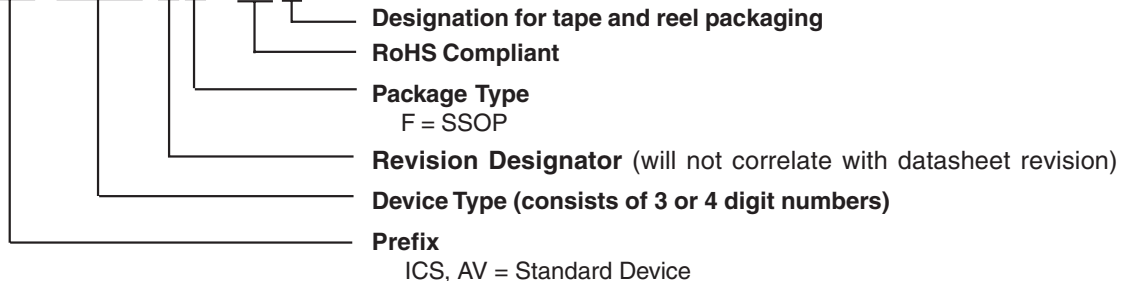 Designation for tape and reel packaging
RoHS Compliant
Package Type
F = SSOP
Revision Designator (will not correlate with datasheet revision)
Device Type (consists of 3 or 4 digit numbers)
Prefix
ICS, AV = Standard Device